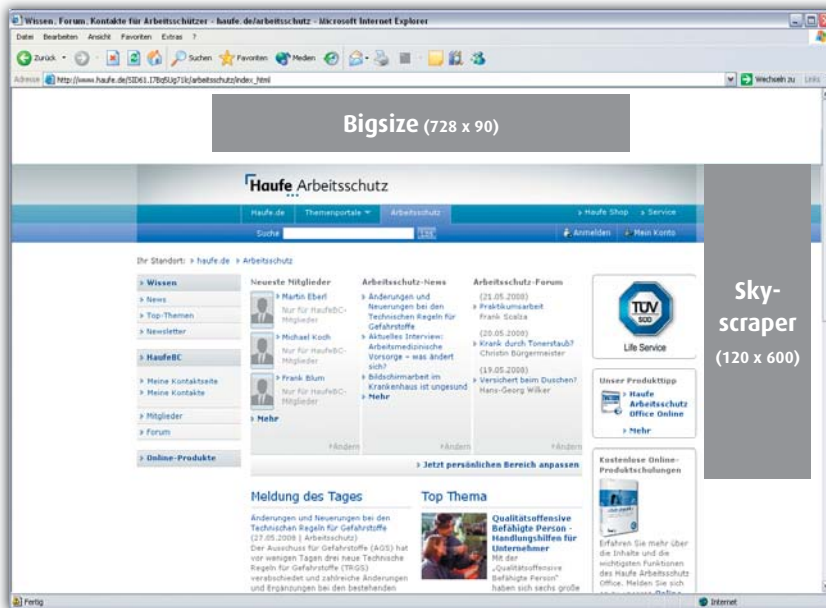 Wissen, Forum, Kontakte für Arbeitsschützer - haufe.de/arbeitsschutz - Microsoft Internet Explorer
Datei Bearbeiten Ansicht Favoriten Extras ?
Zurück Suchen Favoriten Medien
Adresse http://www.haufe.de/ Wechseln zu Links
Bigsize (728 x 90)
Haufe Arbeitsschutz
Haufe.de Themenportale Arbeitsschutz > Haufe Shop > Service
Suche Los Anmelden Mein Konto
Ihr Standort: > haufe.de > Arbeitsschutz
> Wissen
> News
> Top-Themen
> Newsletter
> HaufeBC
> Meine Kontaktseite
> Meine Kontakte
> Mitglieder
> Forum
> Online-Produkte
Neueste Mitglieder
> Martin Eberl
Nur für HaufeBC-
Mitglieder
> Michael Koch
Nur für HaufeBC-
Mitglieder
> Frank Blum
Nur für HaufeBC-
Mitglieder
> Mehr
> Ändern
Arbeitsschutz-News
> Änderungen und
Neuerungen bei den
Technischen Regeln für
Gefahrstoffe
> Aktuelles Interview:
Arbeitsmedizinische
Vorsorge – was ändert
sich?
> Bildschirmarbeit im
Krankenhaus ist ungesund
> Mehr
> Ändern
Arbeitsschutz-Forum
(21.05.2008)
> Praktikumsarbeit
Frank Scalza
(20.05.2008)
> Krank durch Tonerstaub?
Christin Bürgermeister
(19.05.2008)
> Versichert beim Duschen?
Hans-Georg Wilker
> Ändern
> Jetzt persönlichen Bereich anpassen
Meldung des Tages
Änderungen und Neuerungen bei den
Technischen Regeln für Gefahrstoffe
(27.05.2008 | Arbeitsschutz)
Der Ausschuss für Gefahrstoffe (AGS) hat
vor wenigen Tagen drei neue Technische
Regeln für Gefahrstoffe (TRGS)
verabschiedet und zahlreiche Änderungen
und Ergänzungen bei den bestehenden
Top Thema
Qualitätsoffensive
Befähigte Person -
Handlungshilfen für
Unternehmer
Mit der
„Qualitätsoffensive
Befähigte Person"
haben sich sechs große
TÜV
SÜD
Life Service
Unser Produkttipp
> Haufe
Arbeitsschutz
Office Online
> Mehr
Kostenlose Online-
Produktschulungen
Erfahren Sie mehr über
die Inhalte und die
wichtigsten Funktionen
des Haufe Arbeitsschutz
Office. Melden Sie sich
Sky-
scraper
(120 x 600)
Fertig Internet